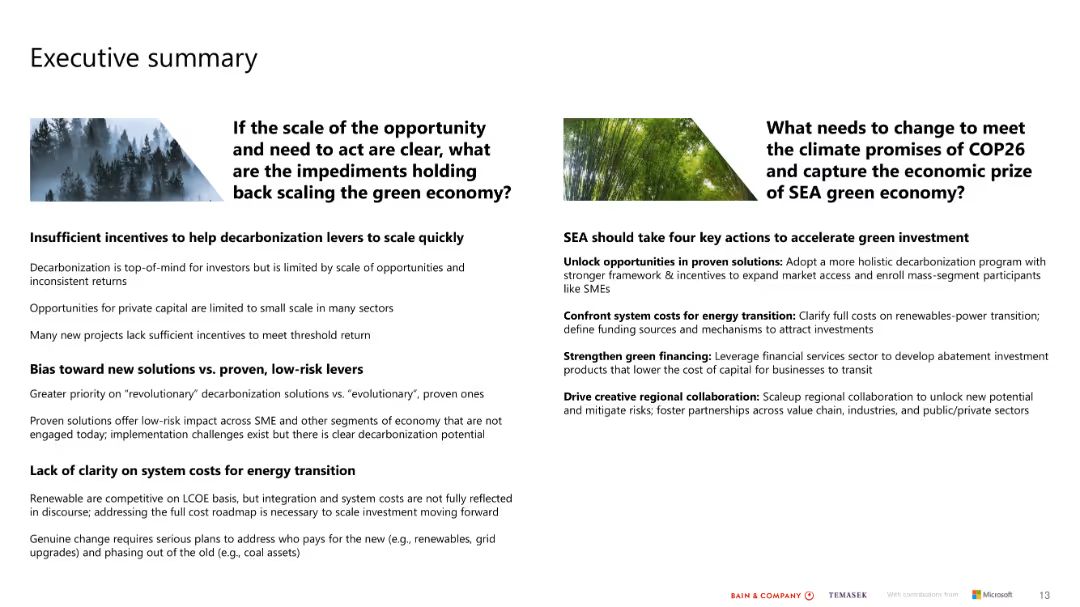 Executive summary
If the scale of the opportunity
and need to act are clear, what
are the impediments holding
back scaling the green economy?
Insufficient incentives to help decarbonization levers to scale quickly
Decarbonization is top-of-mind for investors but is limited by scale of opportunities and
inconsistent returns
Opportunities for private capital are limited to small scale in many sectors
Many new projects lack sufficient incentives to meet threshold return
Bias toward new solutions vs. proven, low-risk levers
Greater priority on “revolutionary” decarbonization solutions vs. “evolutionary”, proven ones
Proven solutions offer low-risk impact across SME and other segments of economy that are not
engaged today; implementation challenges exist but there is clear decarbonization potential
Lack of clarity on system costs for energy transition
Renewable are competitive on LCOE basis, but integration and system costs are not fully reflected
in discourse; addressing the full cost roadmap is necessary to scale investment moving forward
Genuine change requires serious plans to address who pays for the new (e.g., renewables, grid
upgrades) and phasing out of the old (e.g., coal assets)
What needs to change to meet
the climate promises of COP26
and capture the economic prize
of SEA green economy?
SEA should take four key actions to accelerate green investment
Unlock opportunities in proven solutions: Adopt a more holistic decarbonization program with
stronger framework & incentives to expand market access and enroll mass-segment participants
like SMEs
Confront system costs for energy transition: Clarify full costs on renewables-power transition;
define funding sources and mechanisms to attract investments
Strengthen green financing: Leverage financial services sector to develop abatement investment
products that lower the cost of capital for businesses to transit
Drive creative regional collaboration: Scaleup regional collaboration to unlock new potential
and mitigate risks; foster partnerships across value chain, industries, and public/private sectors
BAIN & COMPANY
TEMASEK
With contributions from
Microsoft
13